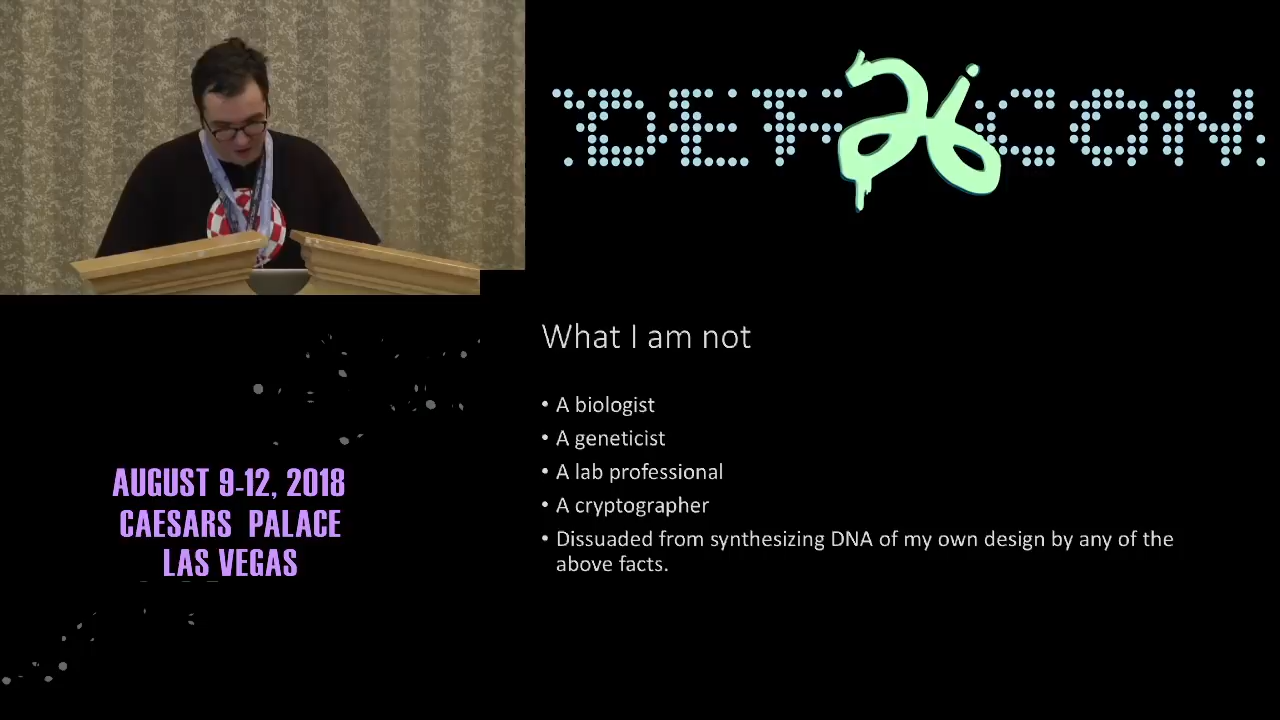 DEF 26 CON
What I am not
• A biologist
• A geneticist
• A lab professional
• A cryptographer
• Dissuaded from synthesizing DNA of my own design by any of the
above facts.
AUGUST 9-12, 2018
CAESARS PALACE
LAS VEGAS